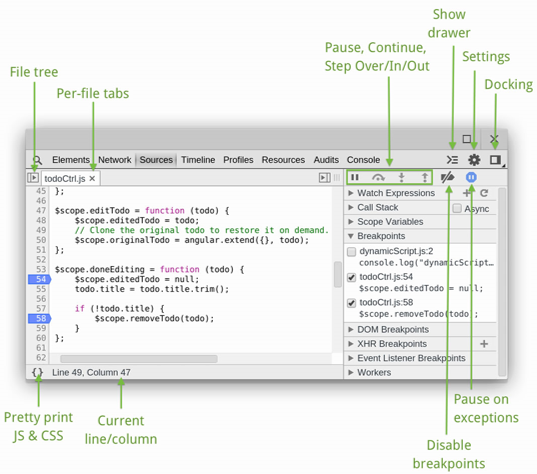 Show
drawer
Pause, Continue,
Step Over/In/Out
Settings
File tree
Docking
Per-file tabs
Elements Network Sources Timeline Profiles Resources Audits Console
todoCtrl.js ×
45 };
46
47 $scope.editTodo = function (todo) {
48 $scope.editedTodo = todo;
49 // Clone the original todo to restore it on demand.
50 $scope.originalTodo = angular.extend({}, todo);
51 };
52
53 $scope.doneEditing = function (todo) {
54 $scope.editedTodo = null;
55 todo.title = todo.title.trim();
56
57 if (!todo.title) {
58 $scope.removeTodo(todo);
59 }
60 };
61
62
{} Line 49, Column 47
Watch Expressions
Call Stack Async
Scope Variables
Breakpoints
dynamicScript.js:2
console.log("dynamicScript…
todoCtrl.js:54
$scope.editedTodo = null;
todoCtrl.js:58
$scope.removeTodo(todo);
DOM Breakpoints
XHR Breakpoints
Event Listener Breakpoints
Workers
Pretty print
JS & CSS
Current
line/column
Pause on
exceptions
Disable
breakpoints